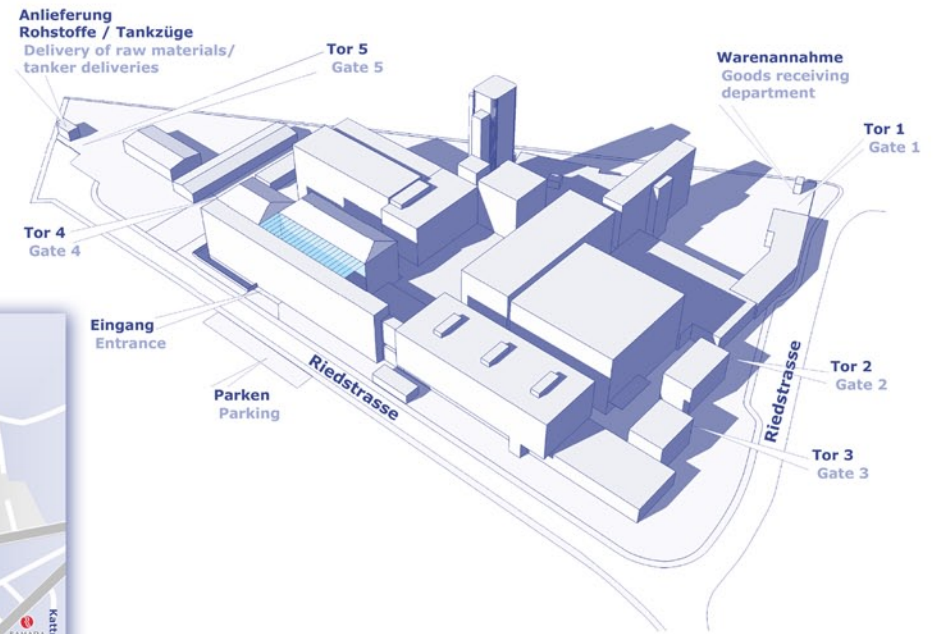 Anlieferung
Rohstoffe / Tankzüge
Delivery of raw materials/
tanker deliveries
Tor 5
Gate 5
Warenannahme
Goods receiving
department
Tor 1
Gate 1
Tor 4
Gate 4
Eingang
Entrance
Parken
Parking
Riedstrasse
Riedstrasse
Tor 2
Gate 2
Tor 3
Gate 3